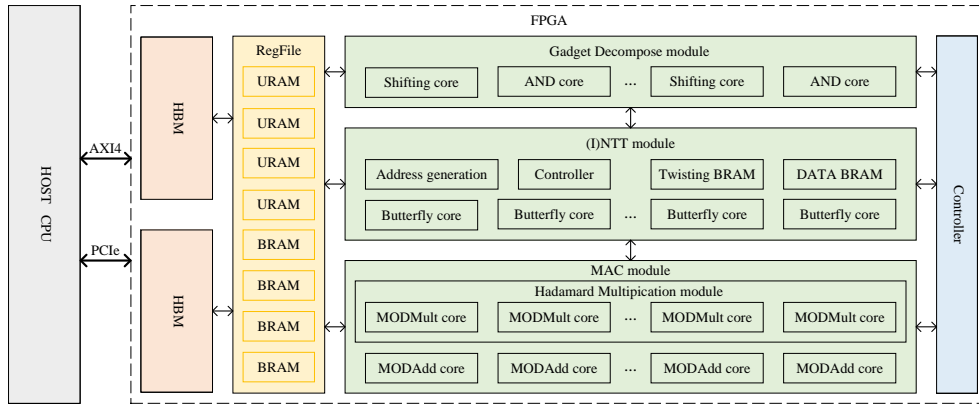 FPGA
HOST CPU
AXI4
PCIe
HBM
HBM
RegFile
URAM
URAM
URAM
URAM
BRAM
BRAM
BRAM
BRAM
Gadget Decompose module
Shifting core AND core ... Shifting core AND core
(I)NTT module
Address generation Controller Twisting BRAM DATA BRAM
Butterfly core Butterfly core ... Butterfly core Butterfly core
MAC module
Hadamard Multipication module
MODMult core MODMult core ... MODMult core MODMult core
MODAdd core MODAdd core ... MODAdd core MODAdd core
Controller